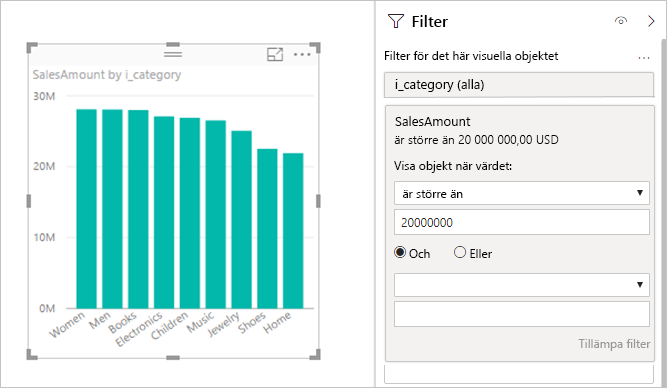 SalesAmount by i_category
30M
20M
10M
0M
Women
Men
Books
Electronics
Children
Music
Jewelry
Shoes
Home
Filter
Filter för det här visuella objektet
i_category (alla)
SalesAmount
är större än 20 000 000,00 USD
Visa objekt när värdet:
är större än
20000000
Och Eller
Tillämpa filter